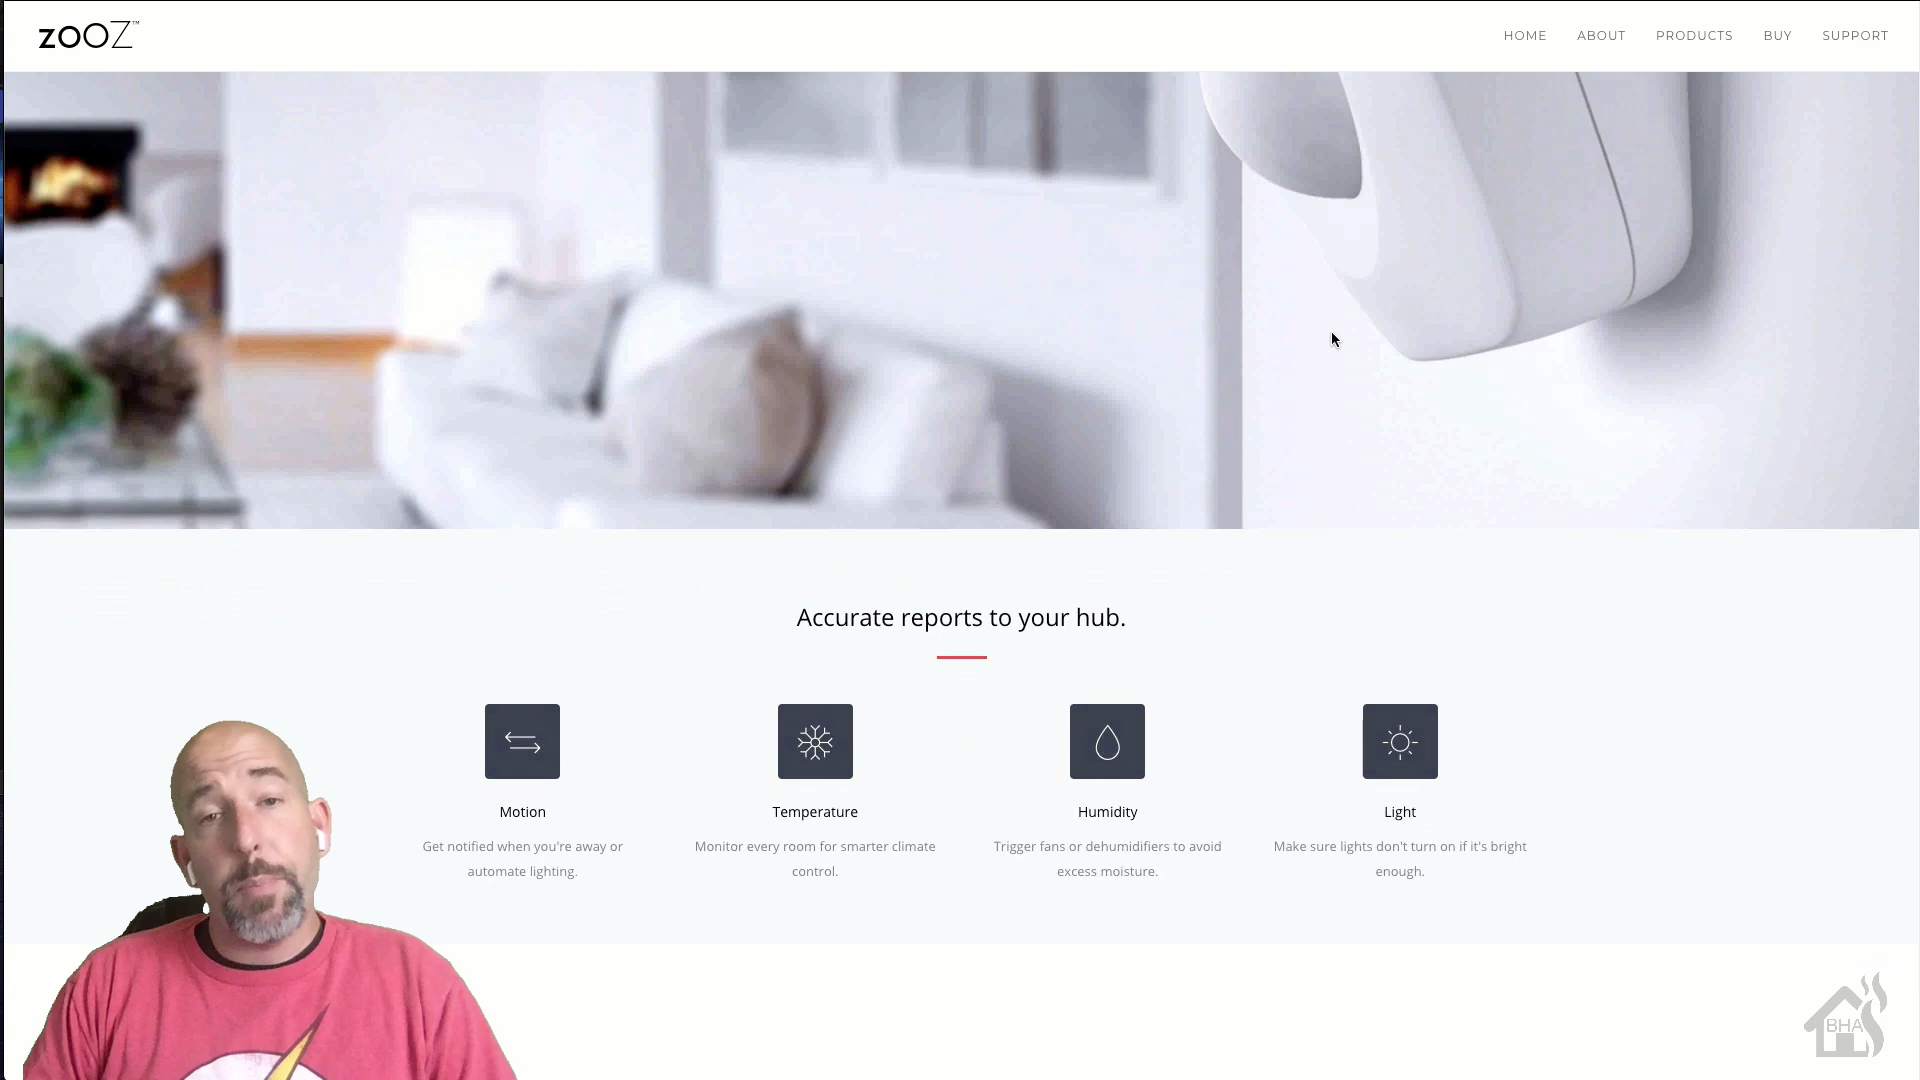 zooZ™
HOME ABOUT PRODUCTS BUY SUPPORT
Accurate reports to your hub.
Motion
Get notified when you're away or
automate lighting.
Temperature
Monitor every room for smarter climate
control.
Humidity
Trigger fans or dehumidifiers to avoid
excess moisture.
Light
Make sure lights don't turn on if it's bright
enough.
BHA